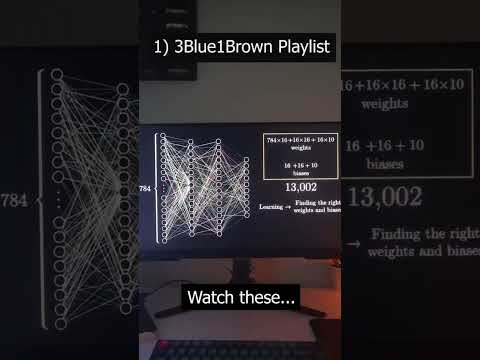 1) 3Blue1Brown Playlist
784
16+16×16 + 16×10
weights
16 +16 + 10
biases
13,002
→ Finding the right
weights and biases
784
784×16+16×16+16×10
weights
16 +16+ 10
biases
13,002
Learning → Finding the right
weights and biases
Watch these...